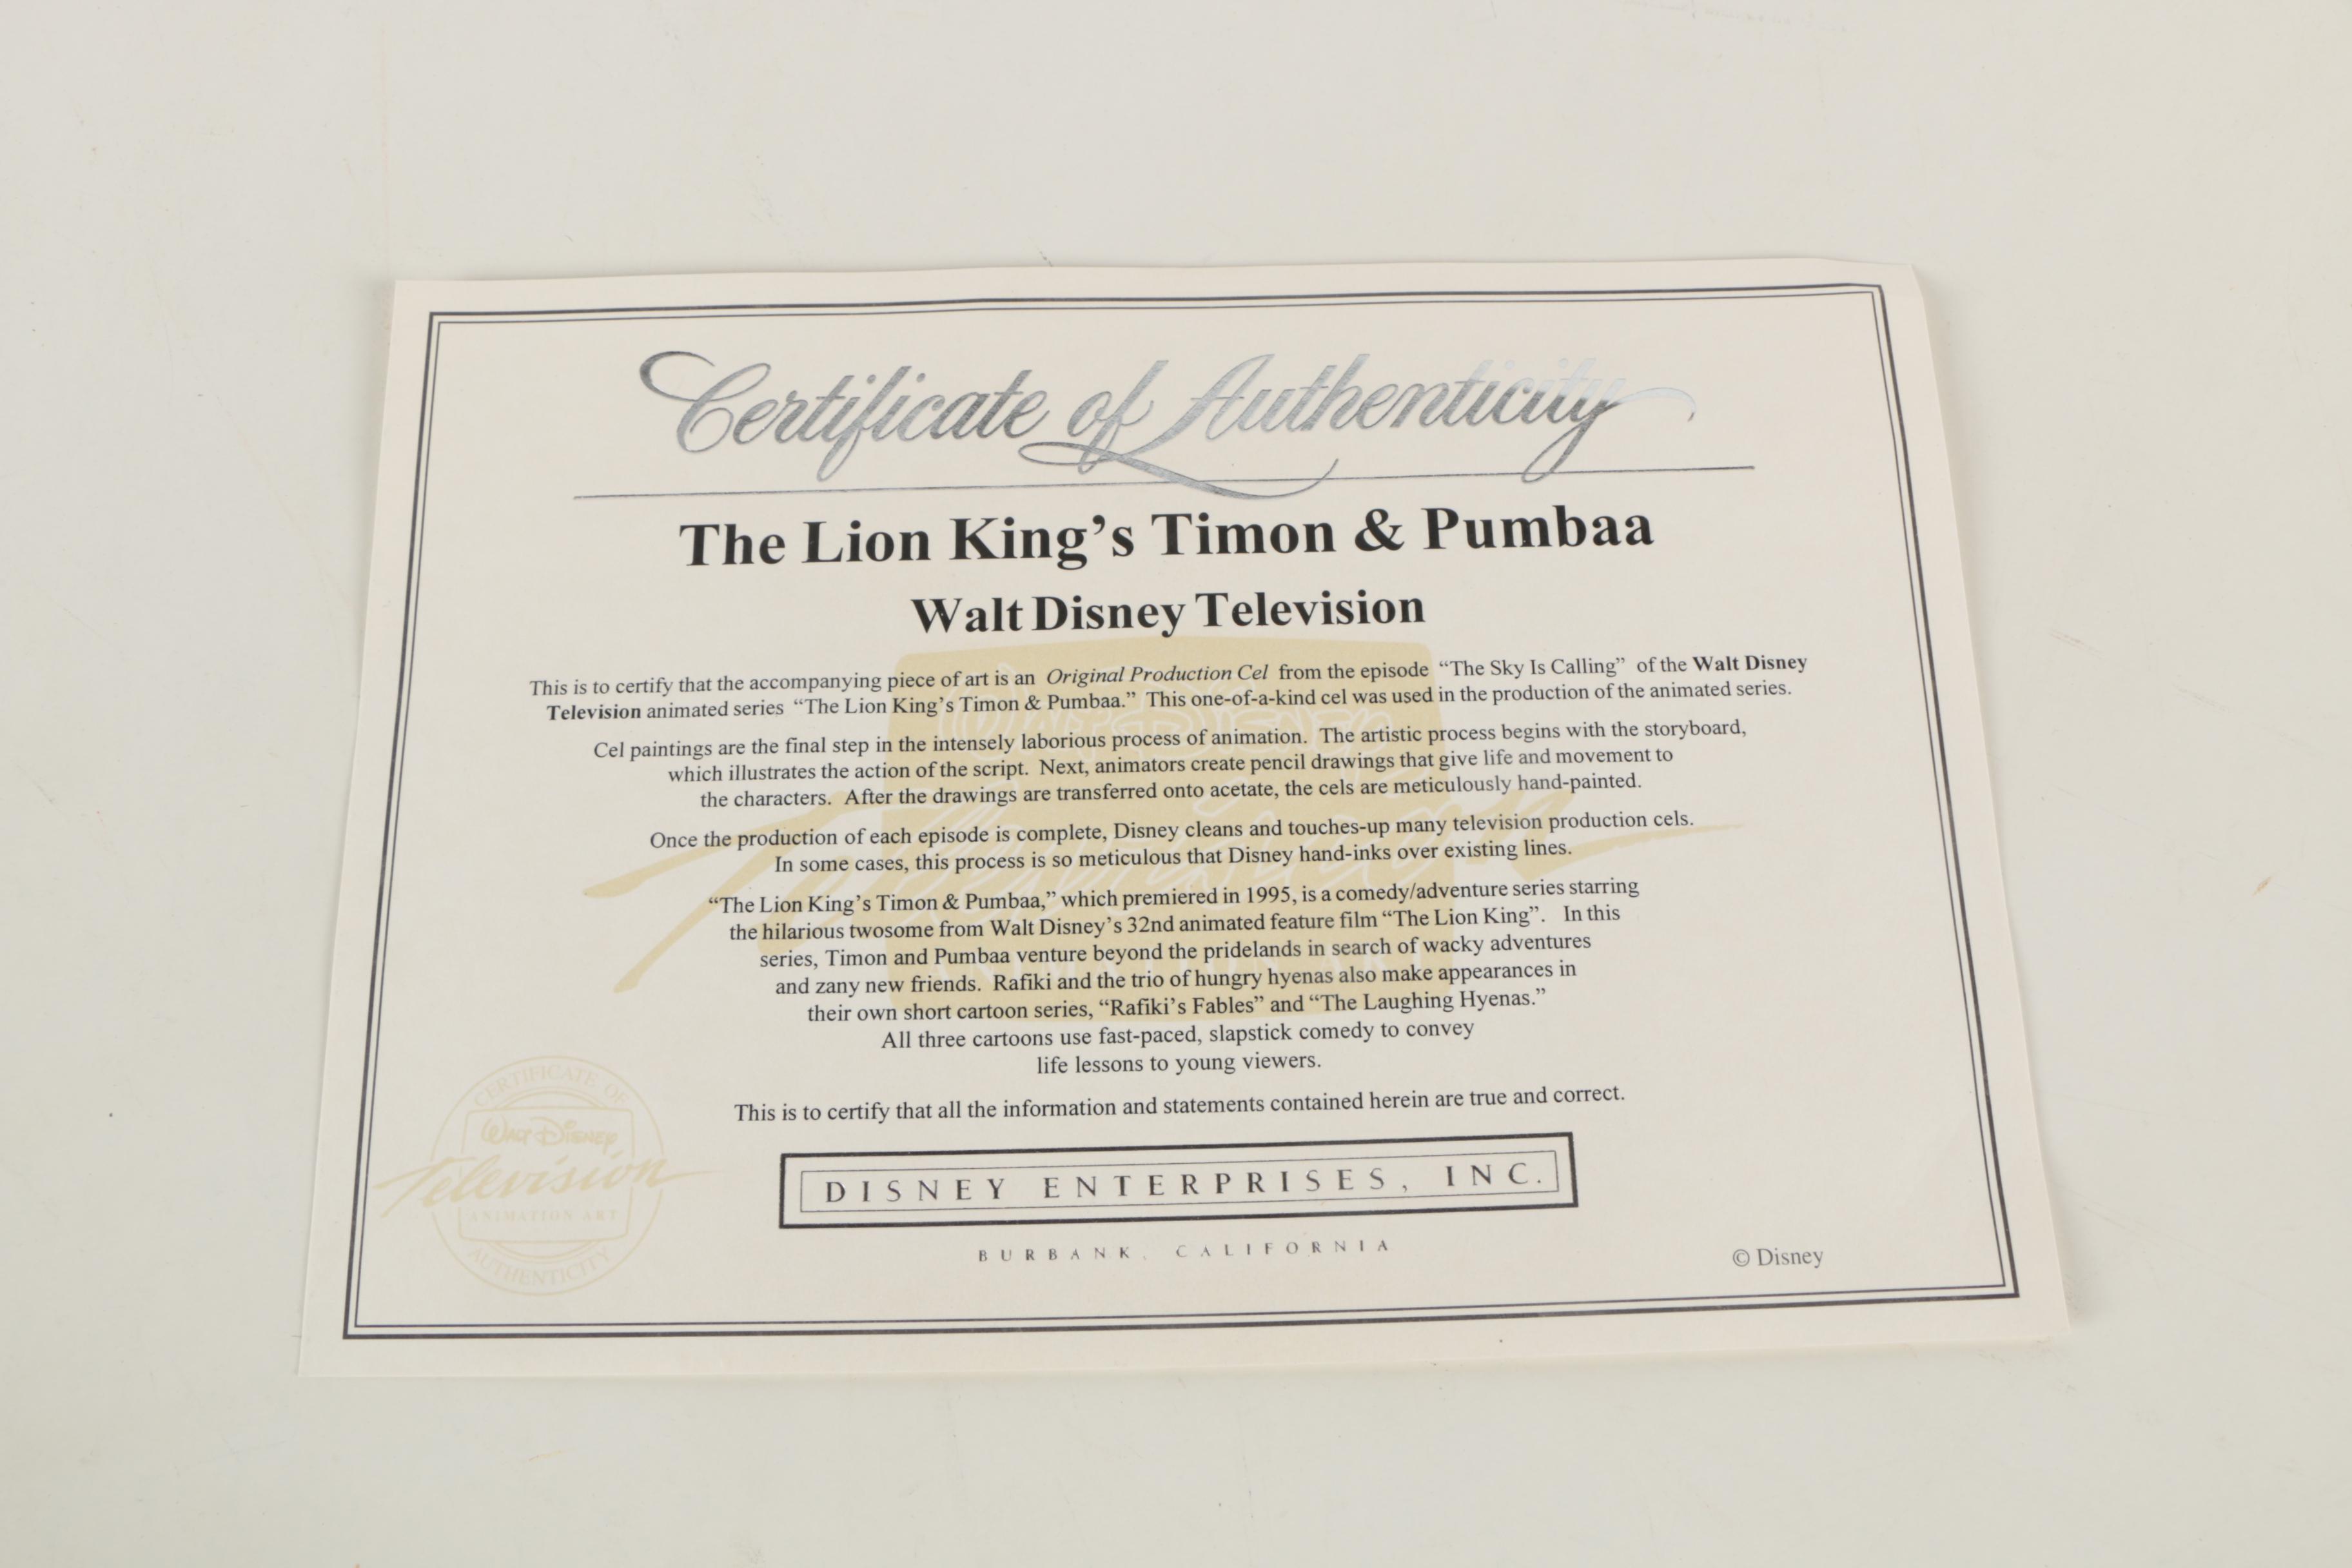 Certificate of Authenticity
The Lion King's Timon & Pumbaa
Walt Disney Television
This is to certify that the accompanying piece of art is an Original Production Cel from the episode “The Sky Is Calling” of the Walt Disney
Television animated series “The Lion King’s Timon & Pumbaa.” This one-of-a-kind cel was used in the production of the animated series.
Cel paintings are the final step in the intensely laborious process of animation. The artistic process begins with the storyboard,
which illustrates the action of the script. Next, animators create pencil drawings that give life and movement to
the characters. After the drawings are transferred onto acetate, the cels are meticulously hand-painted.
Once the production of each episode is complete, Disney cleans and touches-up many television production cels.
In some cases, this process is so meticulous that Disney hand-inks over existing lines.
“The Lion King’s Timon & Pumbaa,” which premiered in 1995, is a comedy/adventure series starring
the hilarious twosome from Walt Disney’s 32nd animated feature film “The Lion King”. In this
series, Timon and Pumbaa venture beyond the pridelands in search of wacky adventures
and zany new friends. Rafiki and the trio of hungry hyenas also make appearances in
their own short cartoon series, “Rafiki’s Fables” and “The Laughing Hyenas.”
All three cartoons use fast-paced, slapstick comedy to convey
life lessons to young viewers.
This is to certify that all the information and statements contained herein are true and correct.
CERTIFICATE OF
WALT DISNEY
Television
ANIMATION ART
AUTHENTICITY
DISNEY ENTERPRISES, INC.
BURBANK, CALIFORNIA
© Disney